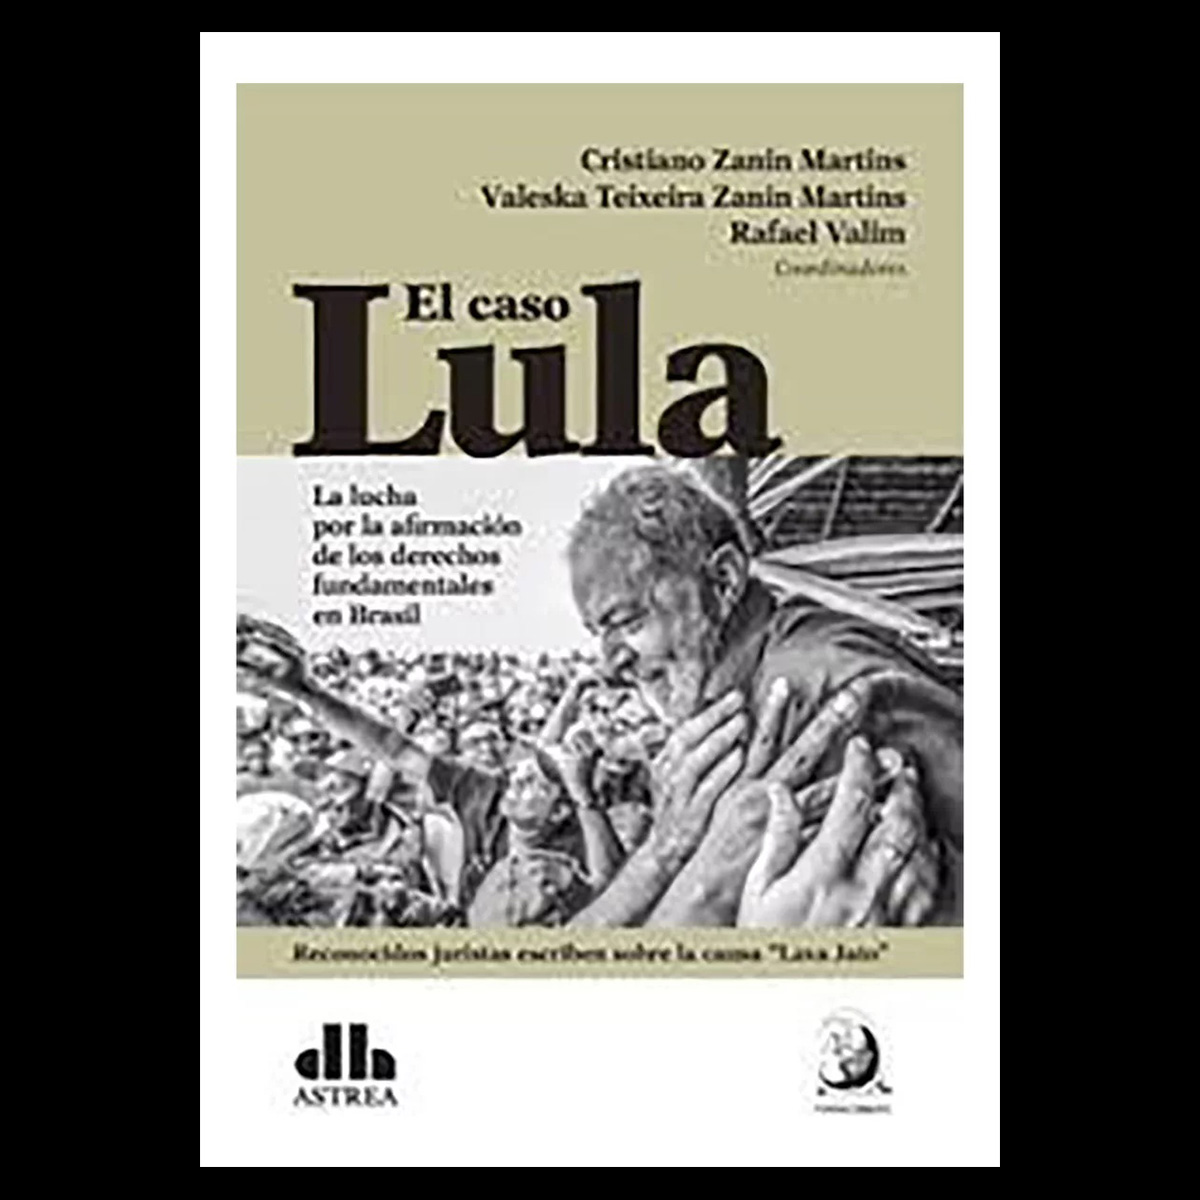 Cristiano Zanin Martins
Valeska Teixeira Zanin Martins
Rafael Valim
Coordinadores
El caso
Lula
La lucha
por la afirmación
de los derechos
fundamentales
en Brasil
Reconocidos juristas escriben sobre la causa "Lava Jato"
ASTREA